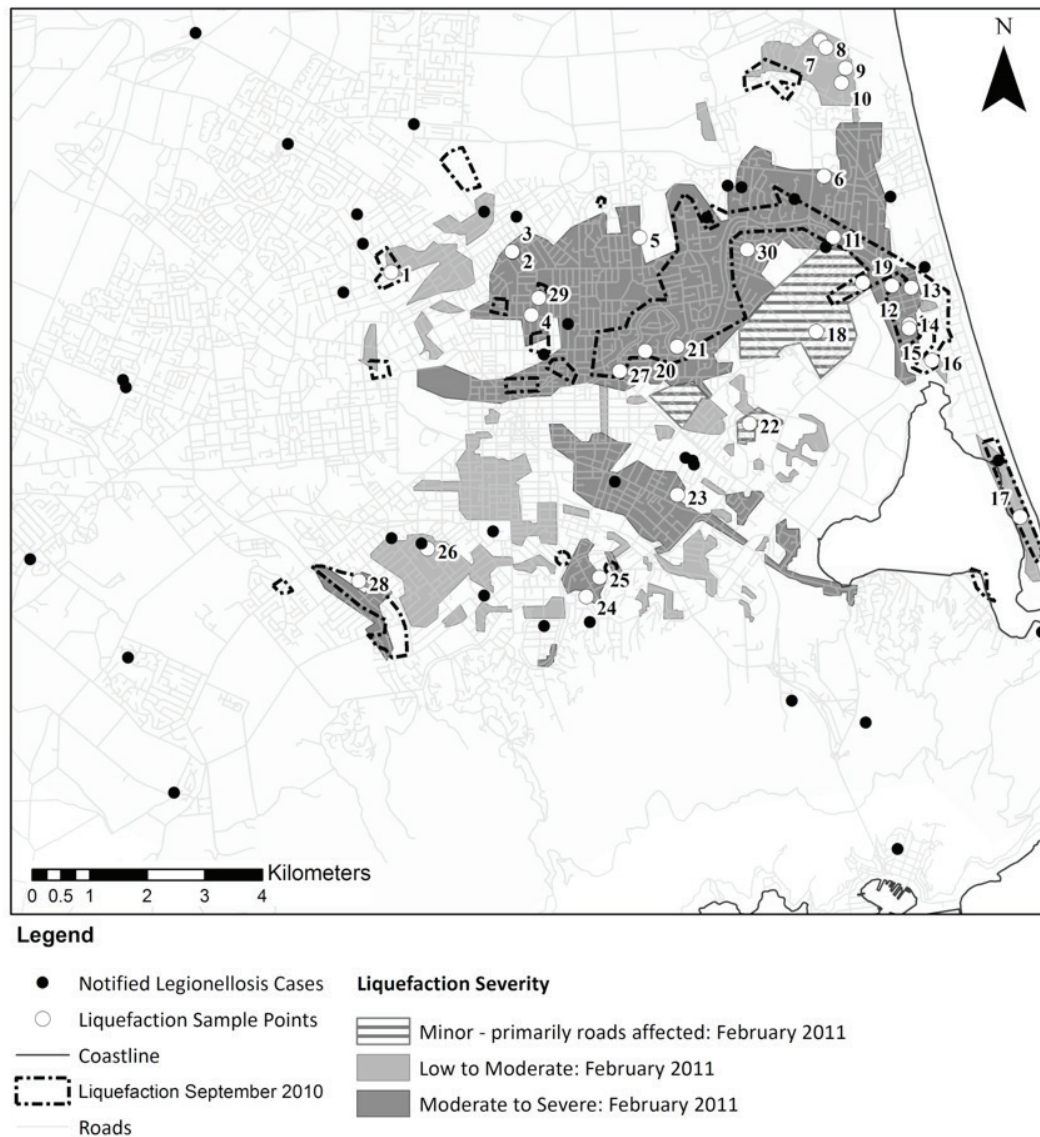 N
7
8
9
10
6
3
2
5
11
30
1
19
29
13
12
4
14
18
21
15
16
27
20
22
23
17
26
25
28
24
Kilometers
0 0.5 1 2 3 4
Legend
Notified Legionellosis Cases
Liquefaction Sample Points
Coastline
Liquefaction September 2010
Roads
Liquefaction Severity
Minor - primarily roads affected: February 2011
Low to Moderate: February 2011
Moderate to Severe: February 2011